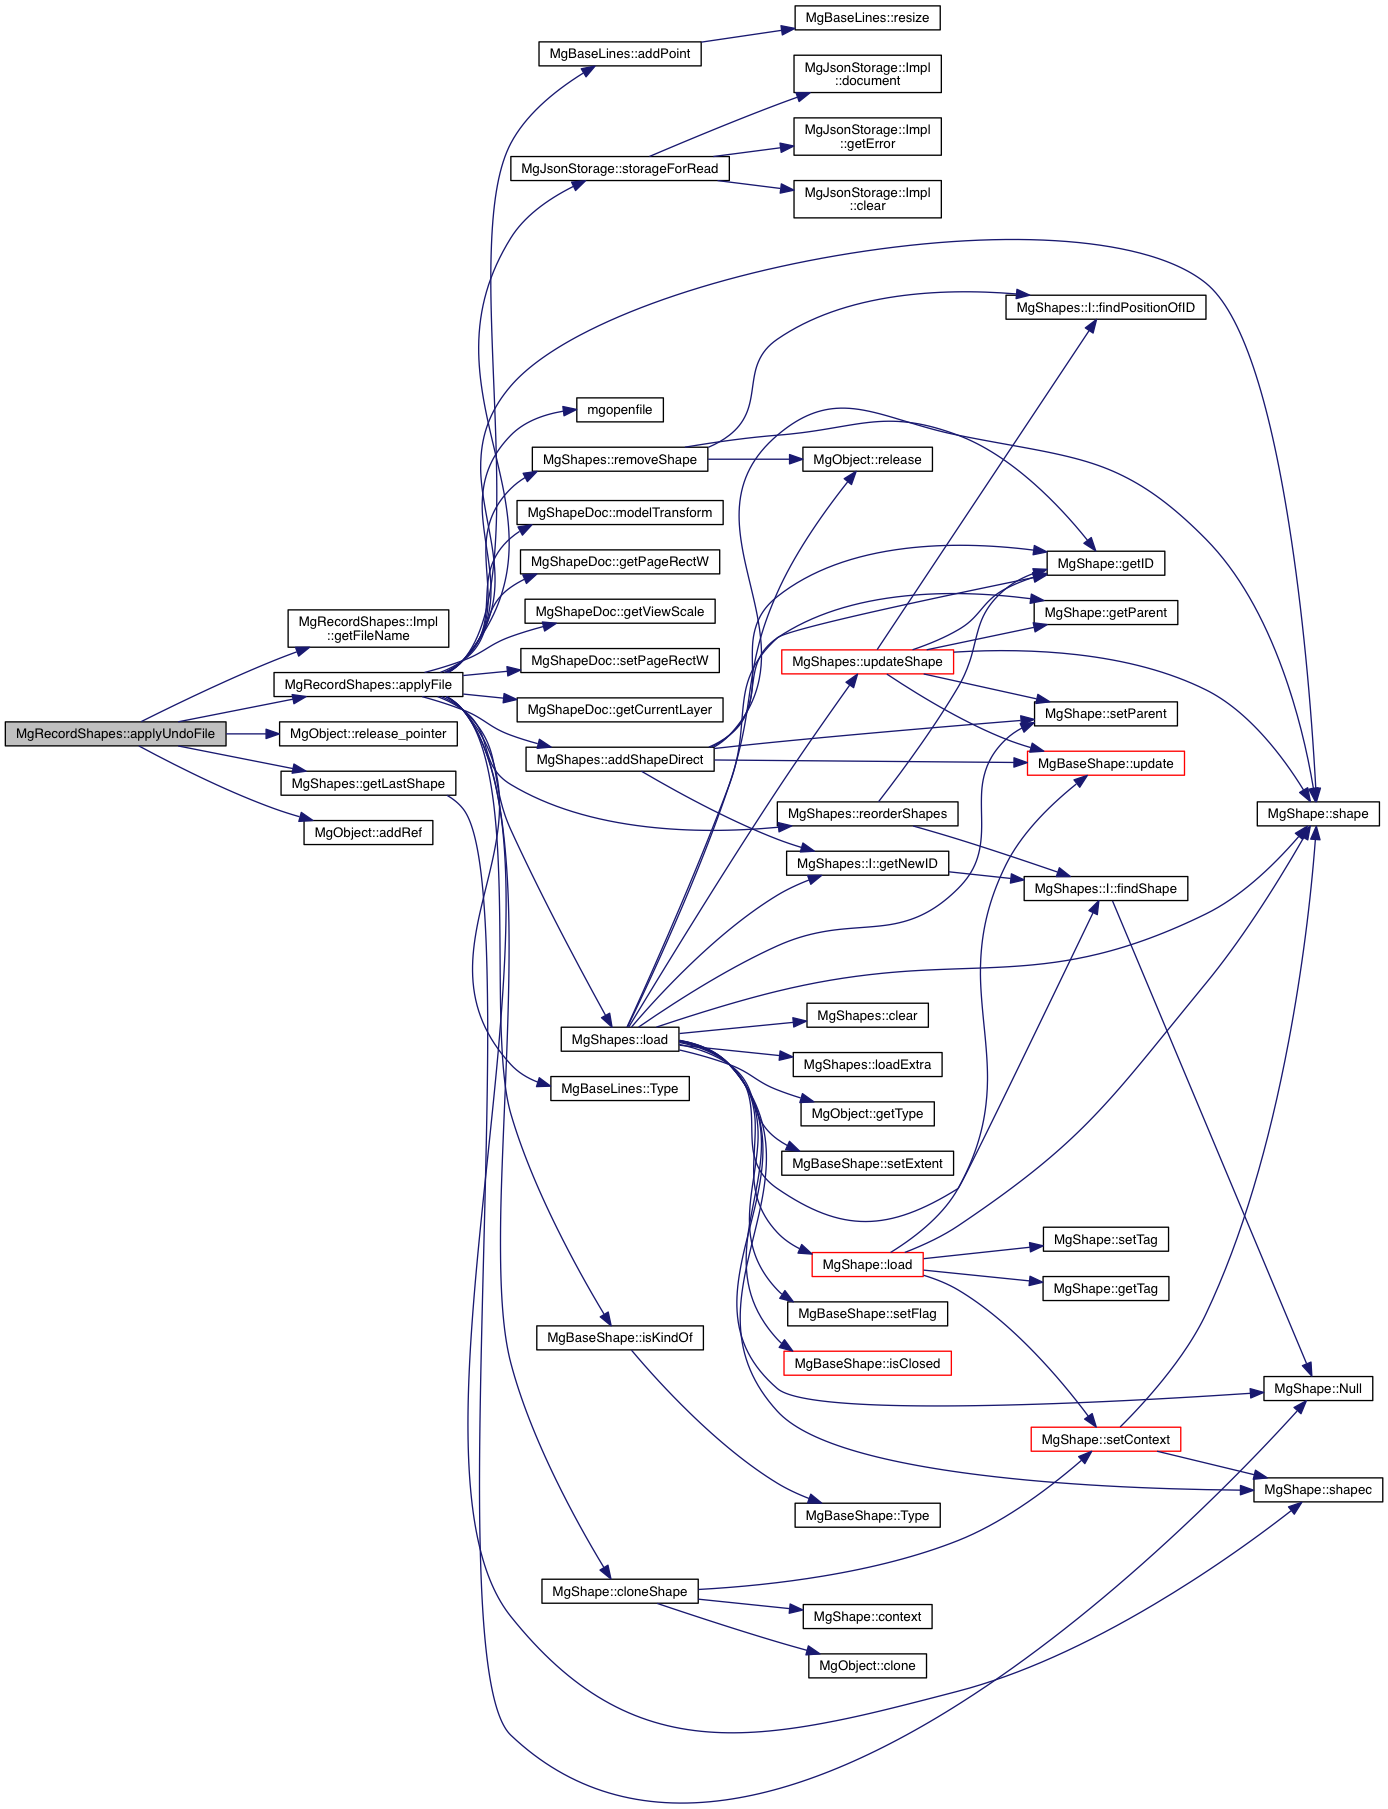 MgBaseLines::resize
MgBaseLines::addPoint
MgJsonStorage::Impl
::document
MgJsonStorage::Impl
::getError
MgJsonStorage::storageForRead
MgJsonStorage::Impl
::clear
MgShapes::I::findPositionOfID
mgopenfile
MgShapes::removeShape
MgObject::release
MgShapeDoc::modelTransform
MgShapeDoc::getPageRectW
MgShape::getID
MgShapeDoc::getViewScale
MgShape::getParent
MgRecordShapes::Impl
::getFileName
MgShapeDoc::setPageRectW
MgShapes::updateShape
MgRecordShapes::applyFile
MgShapeDoc::getCurrentLayer
MgShape::setParent
MgRecordShapes::applyUndoFile
MgObject::release_pointer
MgShapes::addShapeDirect
MgBaseShape::update
MgShapes::getLastShape
MgShapes::reorderShapes
MgShape::shape
MgObject::addRef
MgShapes::I::getNewID
MgShapes::I::findShape
MgShapes::clear
MgShapes::load
MgShapes::loadExtra
MgBaseLines::Type
MgObject::getType
MgBaseShape::setExtent
MgShape::setTag
MgShape::load
MgShape::getTag
MgBaseShape::setFlag
MgBaseShape::isKindOf
MgBaseShape::isClosed
MgShape::Null
MgShape::setContext
MgShape::shapec
MgBaseShape::Type
MgShape::cloneShape
MgShape::context
MgObject::clone